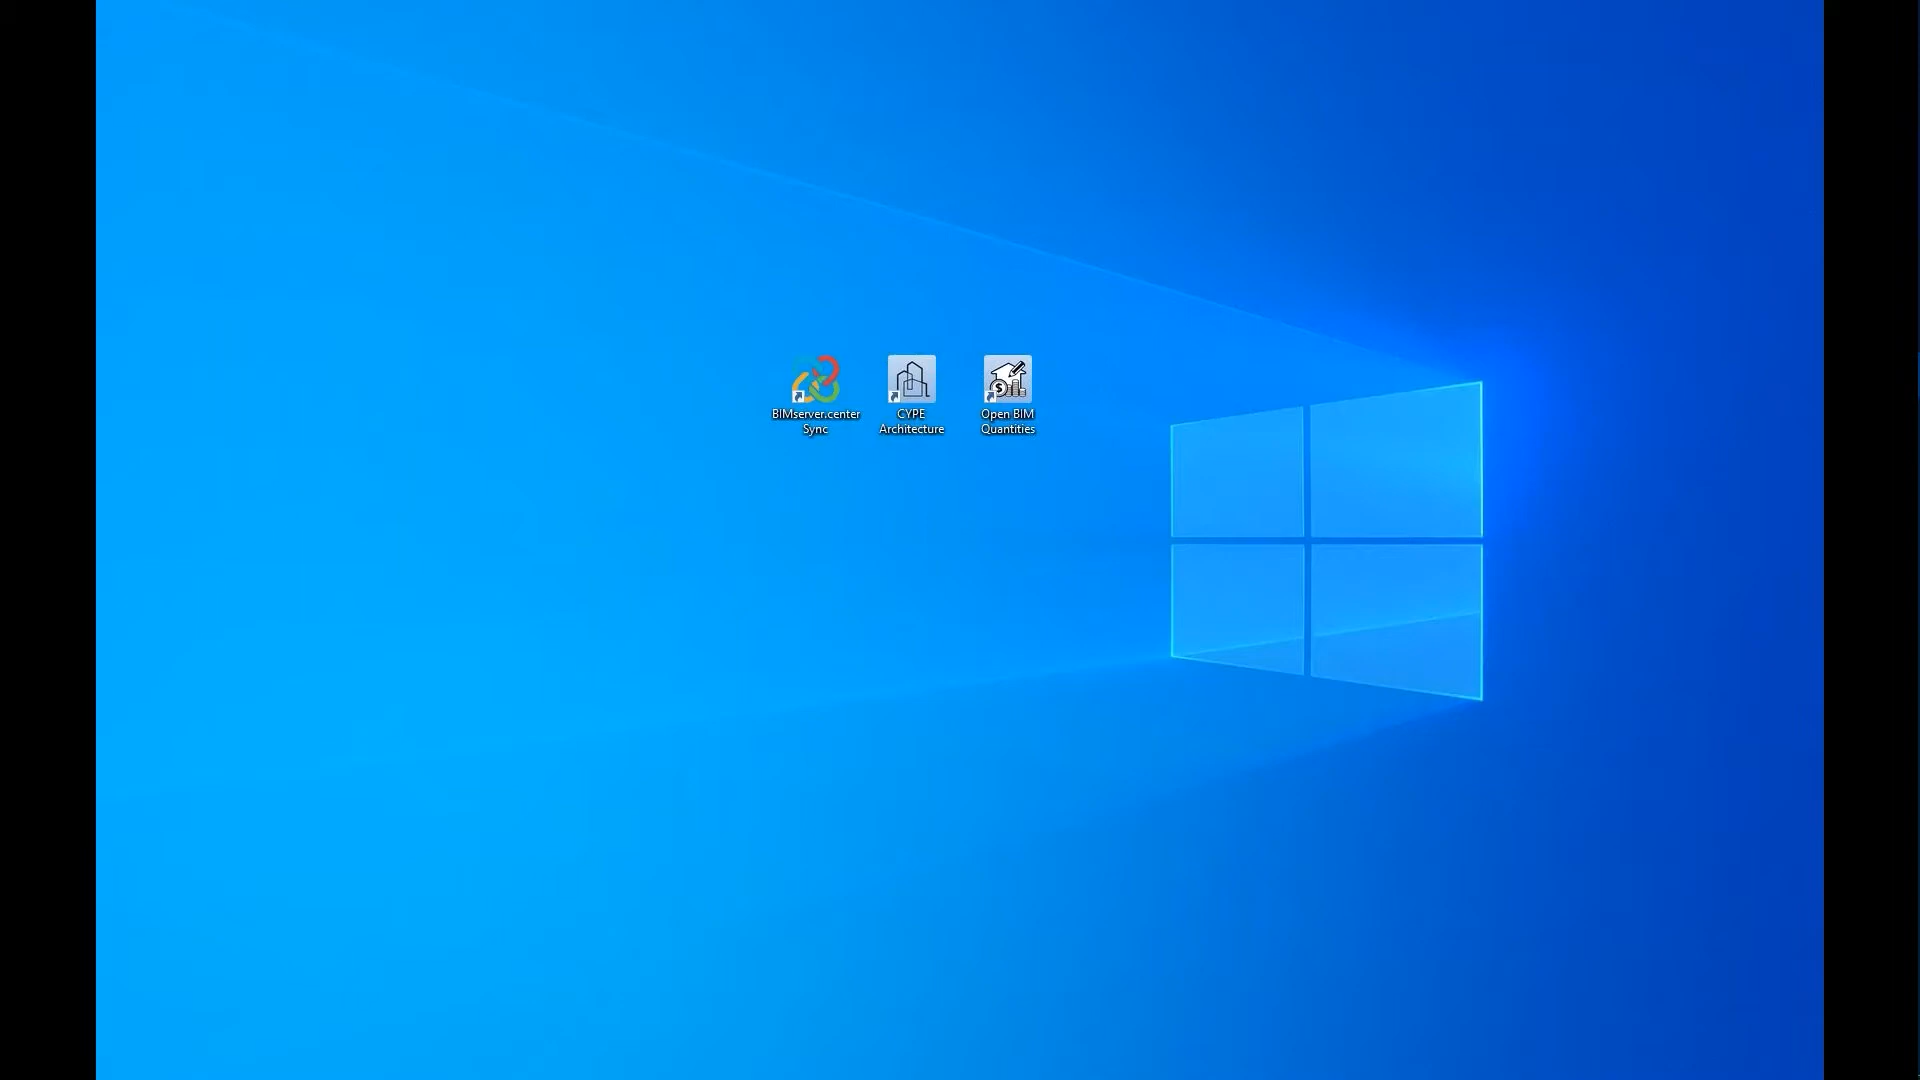 BIMserver.center
Sync
CYPE
Architecture
Open BIM
Quantities